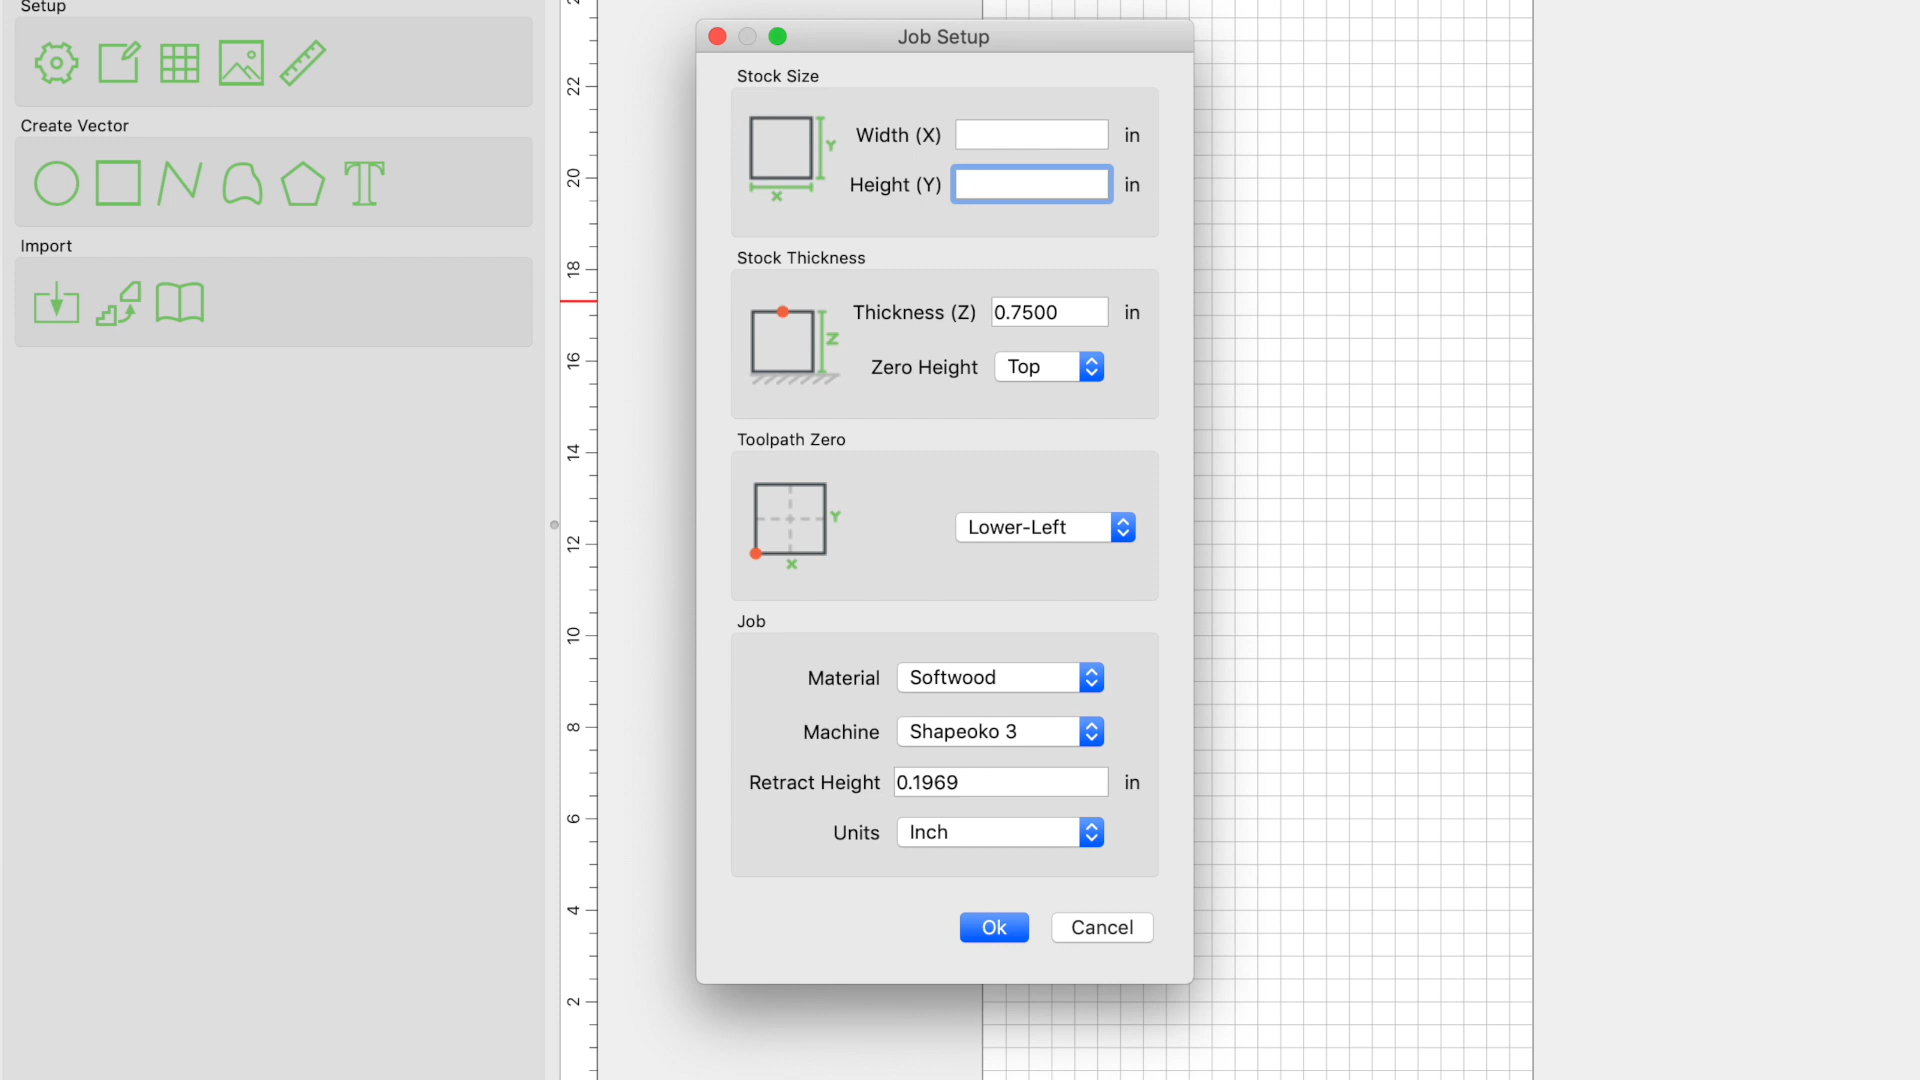 Setup
Create Vector
Import
22
20
18
16
14
12
10
8
6
4
2
Job Setup
Stock Size
Y
X
Width (X) in
Height (Y) in
Stock Thickness
Z
Thickness (Z) 0.7500 in
Zero Height Top
Toolpath Zero
Y
X
Lower-Left
Job
Material Softwood
Machine Shapeoko 3
Retract Height 0.1969 in
Units Inch
Ok Cancel